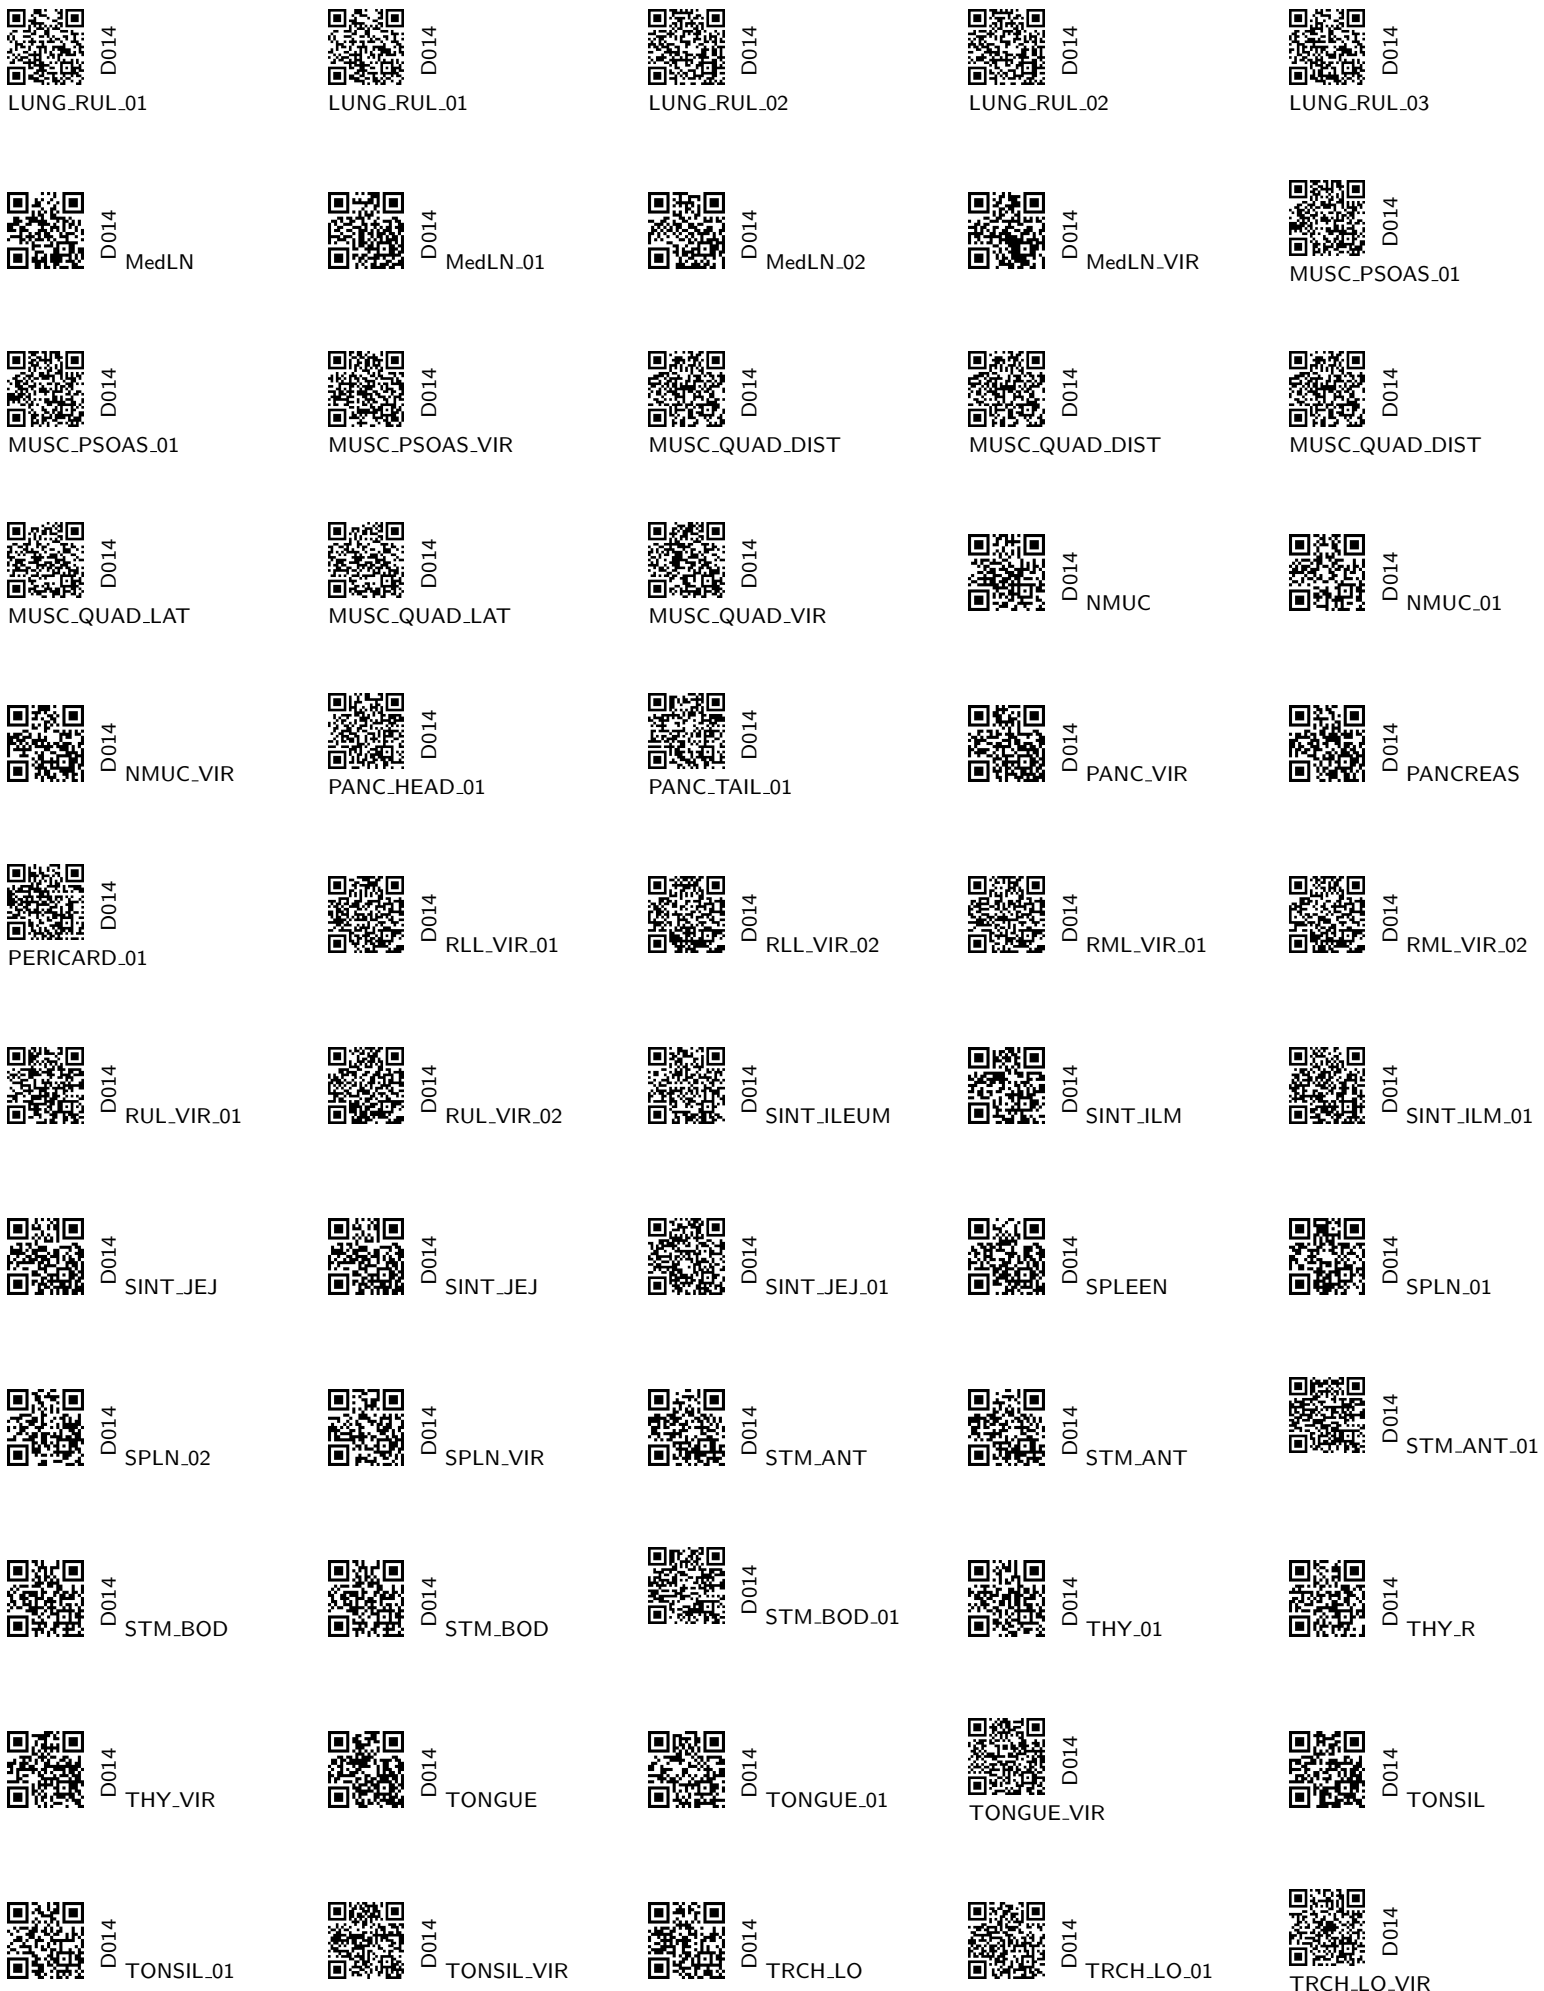 D014
LUNG_RUL_01
D014
LUNG_RUL_01
D014
LUNG_RUL_02
D014
LUNG_RUL_02
D014
LUNG_RUL_03
D014
MedLN
D014
MedLN_01
D014
MedLN_02
D014
MedLN_VIR
D014
MUSC_PSOAS_01
D014
MUSC_PSOAS_01
D014
MUSC_PSOAS_VIR
D014
MUSC_QUAD_DIST
D014
MUSC_QUAD_DIST
D014
MUSC_QUAD_DIST
D014
MUSC_QUAD_LAT
D014
MUSC_QUAD_LAT
D014
MUSC_QUAD_VIR
D014
NMUC
D014
NMUC_01
D014
NMUC_VIR
D014
PANC_HEAD_01
D014
PANC_TAIL_01
D014
PANC_VIR
D014
PANCREAS
D014
PERICARD_01
D014
RLL_VIR_01
D014
RLL_VIR_02
D014
RML_VIR_01
D014
RML_VIR_02
D014
RUL_VIR_01
D014
RUL_VIR_02
D014
SINT_ILEUM
D014
SINT_ILM
D014
SINT_ILM_01
D014
SINT_JEJ
D014
SINT_JEJ
D014
SINT_JEJ_01
D014
SPLEEN
D014
SPLN_01
D014
SPLN_02
D014
SPLN_VIR
D014
STM_ANT
D014
STM_ANT
D014
STM_ANT_01
D014
STM_BOD
D014
STM_BOD
D014
STM_BOD_01
D014
THY_01
D014
THY_R
D014
THY_VIR
D014
TONGUE
D014
TONGUE_01
D014
TONGUE_VIR
D014
TONSIL
D014
TONSIL_01
D014
TONSIL_VIR
D014
TRCH_LO
D014
TRCH_LO_01
D014
TRCH_LO_VIR